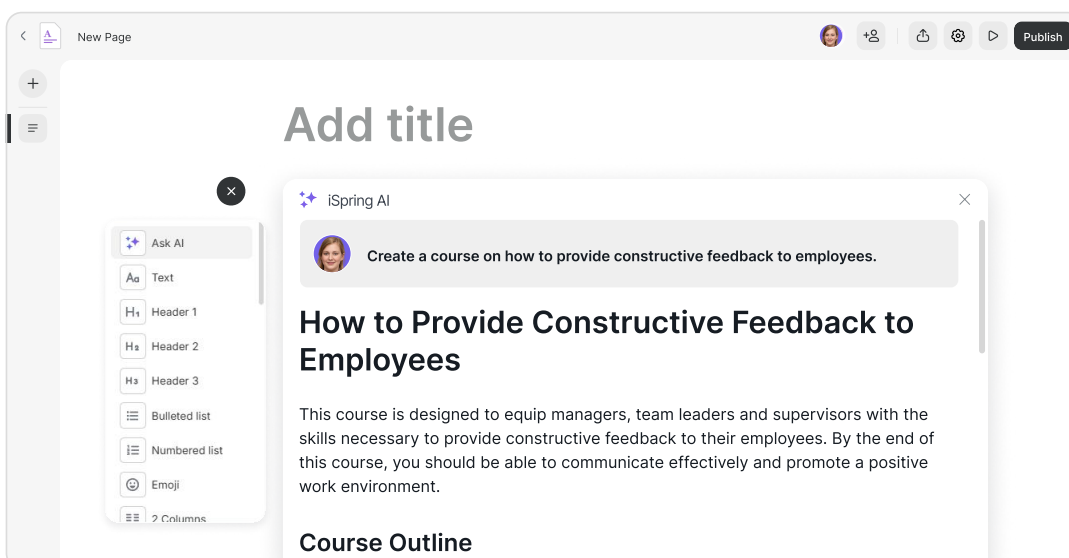 New Page
Publish
Add title
iSpring AI
Create a course on how to provide constructive feedback to employees.
How to Provide Constructive Feedback to
Employees
This course is designed to equip managers, team leaders and supervisors with the
skills necessary to provide constructive feedback to their employees. By the end of
this course, you should be able to communicate effectively and promote a positive
work environment.
Course Outline
Ask AI
Aa Text
H1 Header 1
H2 Header 2
H3 Header 3
Bulleted list
Numbered list
Emoji
2 Columns